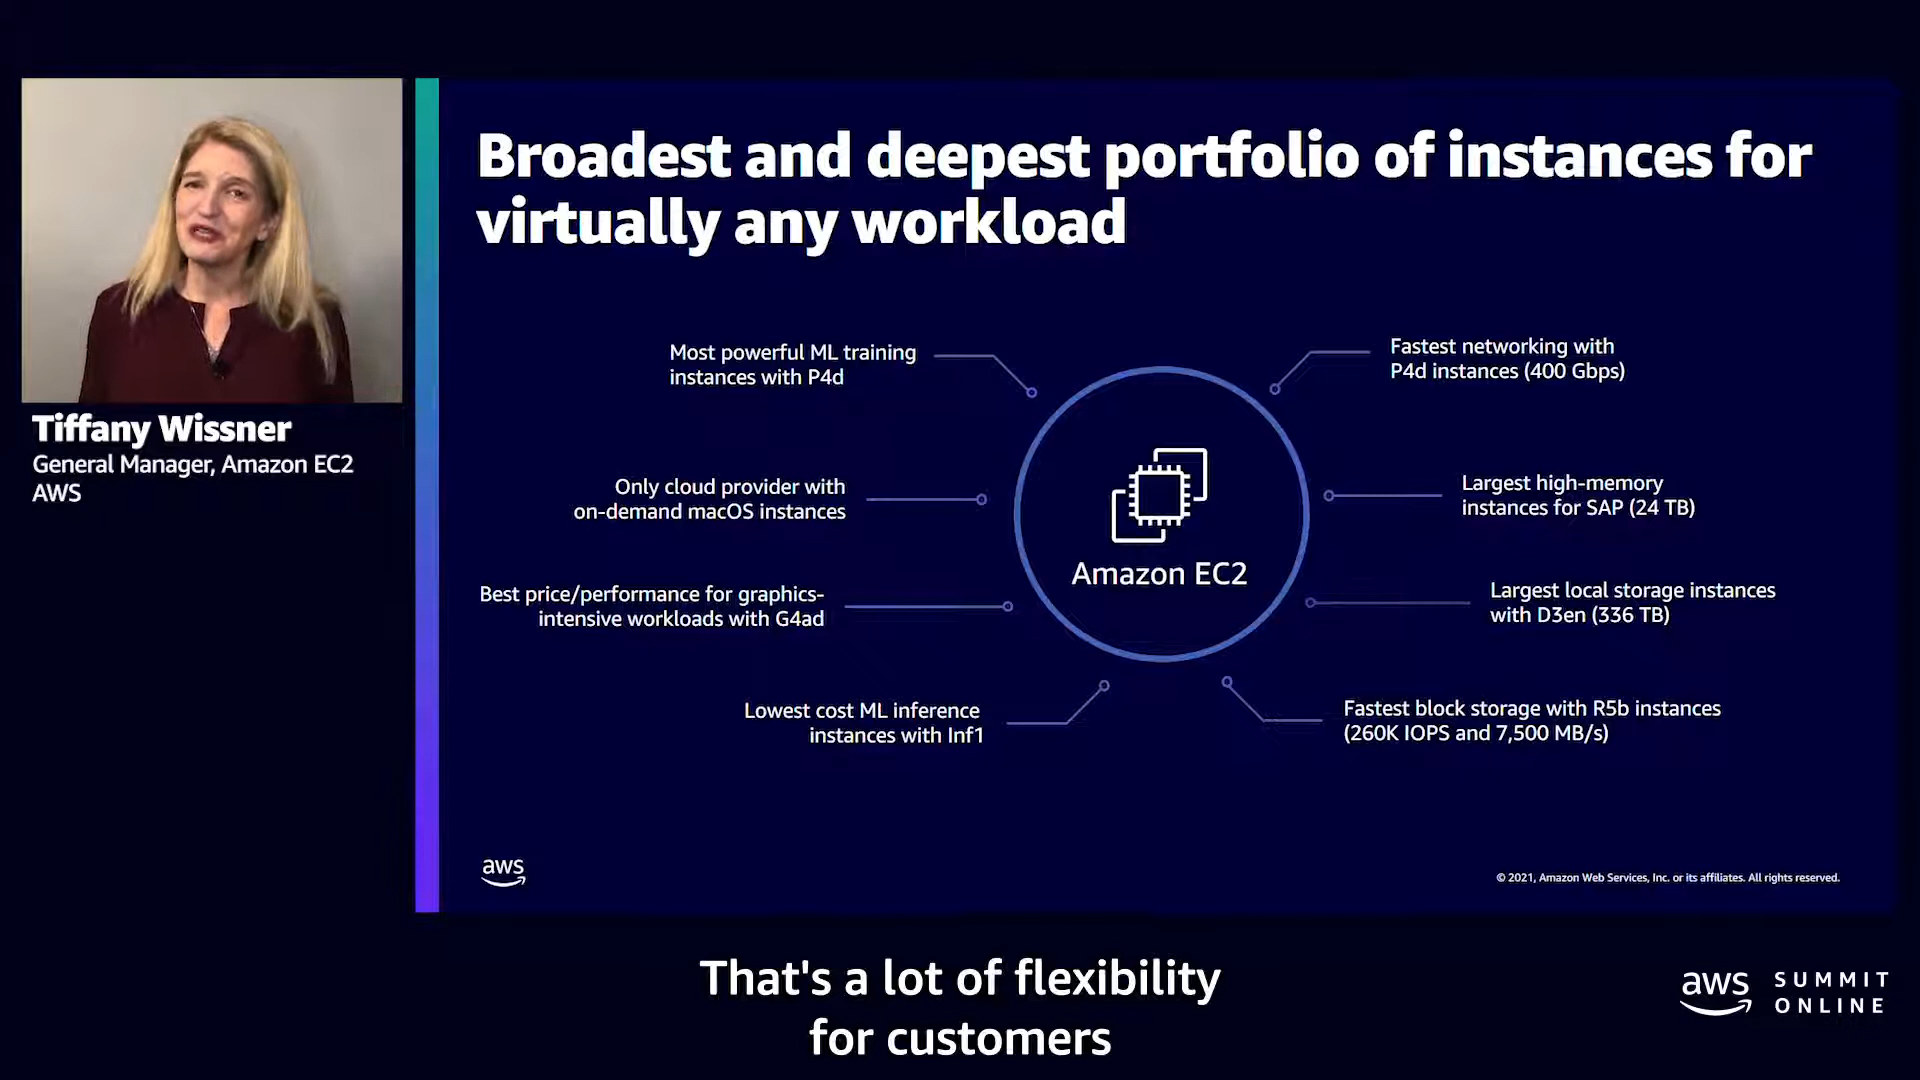 Broadest and deepest portfolio of instances for
virtually any workload
Tiffany Wissner
General Manager, Amazon EC2
AWS
Most powerful ML training
instances with P4d
Only cloud provider with
on-demand macOS instances
Best price/performance for graphics-
intensive workloads with G4ad
Lowest cost ML inference
instances with Inf1
Amazon EC2
Fastest networking with
P4d instances (400 Gbps)
Largest high-memory
instances for SAP (24 TB)
Largest local storage instances
with D3en (336 TB)
Fastest block storage with R5b instances
(260K IOPS and 7,500 MB/s)
aws
© 2021, Amazon Web Services, Inc. or its affiliates. All rights reserved.
That's a lot of flexibility
for customers
aws
SUMMIT
ONLINE